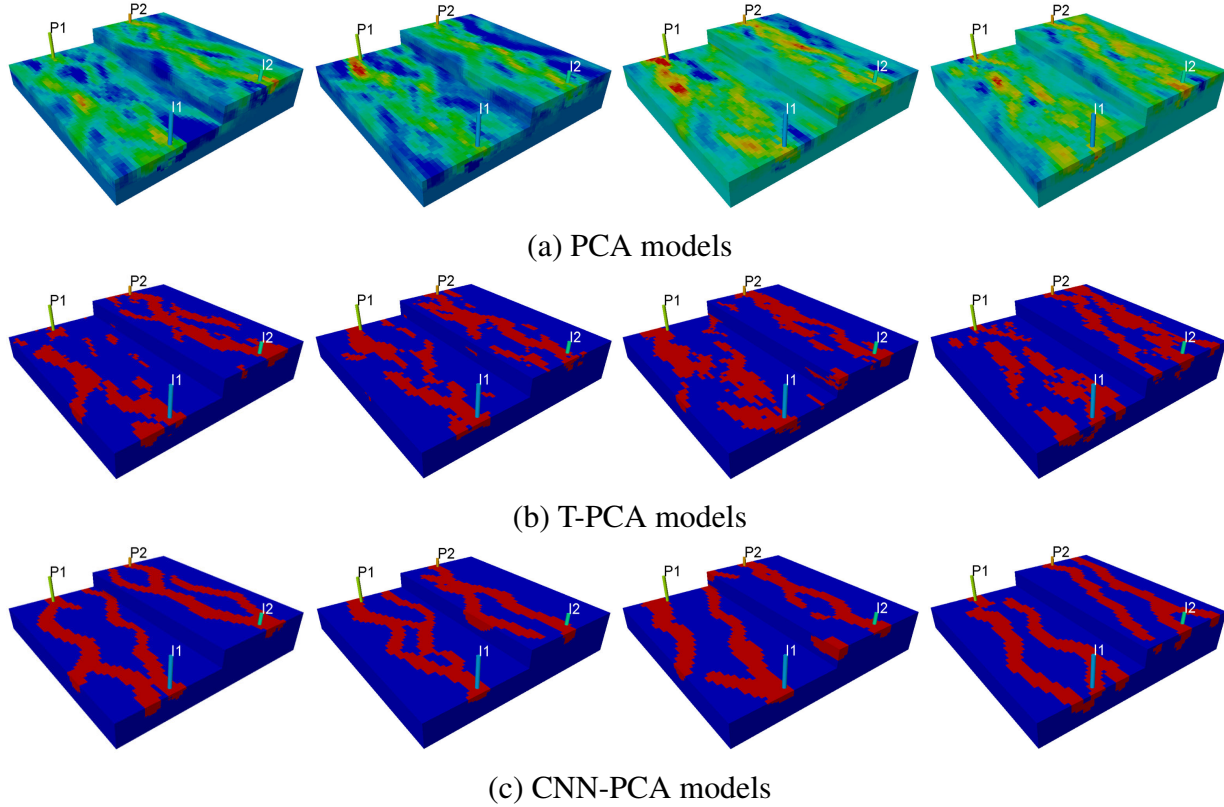 P1 P2 I2 I1 P1 P2 I2 I1 P1 P2 I2 I1 P1 P2 I2 I1
(a) PCA models
P1 P2 I2 I1 P1 P2 I2 I1 P1 P2 I2 I1 P1 P2 I2 I1
(b) T-PCA models
P1 P2 I2 I1 P1 P2 I2 I1 P1 P2 I2 I1 P1 P2 I2 I1
(c) CNN-PCA models